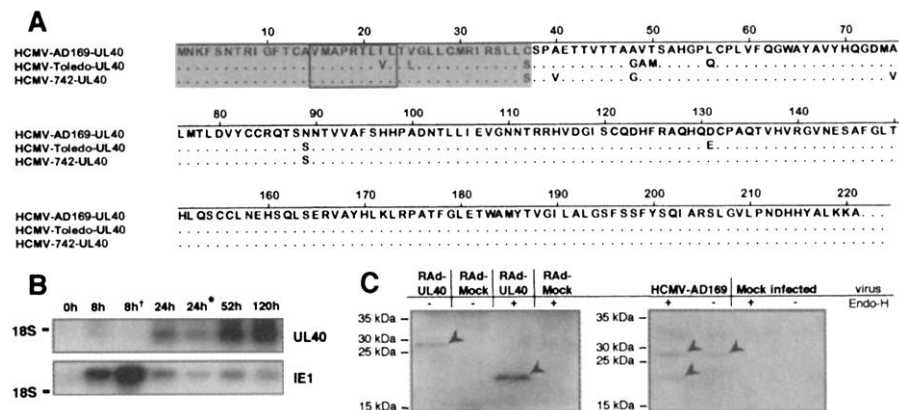 A
10 20 30 40 50 60 70
HCMV-AD169-UL40 MNKFSNTRIGFTCAVMAPRTLILTVGLLCMRIRSLLCSPAETTVTTAAVTSAHGPLCPLVFQGWAYAVYHQGDMA
HCMV-Toledo-UL40 V L S GAM Q
HCMV-742-UL40 S A G V
80 90 100 110 120 130 140
HCMV-AD169-UL40 LMTLDVYCCRQTSNNTVVAFSHHPADNTLLIEVGNNTRRHVDGISCQDHFRAQHQDCPAQTVHVRGVNESAFGLT
HCMV-Toledo-UL40 S E
HCMV-742-UL40 S
160 170 180 190 200 210 220
HCMV-AD169-UL40 HLQSCCLNEHSQLSERVAYHLKLRPATFGLETWAMYTVGILALGSFSSFYSQIARSLGVLPNDHHYALKKA...
HCMV-Toledo-UL40
HCMV-742-UL40
B
0h 8h 8h† 24h 24h* 52h 120h
18S UL40
IE1
18S
C
RAd-UL40 RAd-Mock RAd-UL40 RAd-Mock HCMV-AD169 Mock infected virus
- - + + + - + - Endo-H
35 kDa 35 kDa
30 kDa 30 kDa
25 kDa 25 kDa
15 kDa 15 kDa